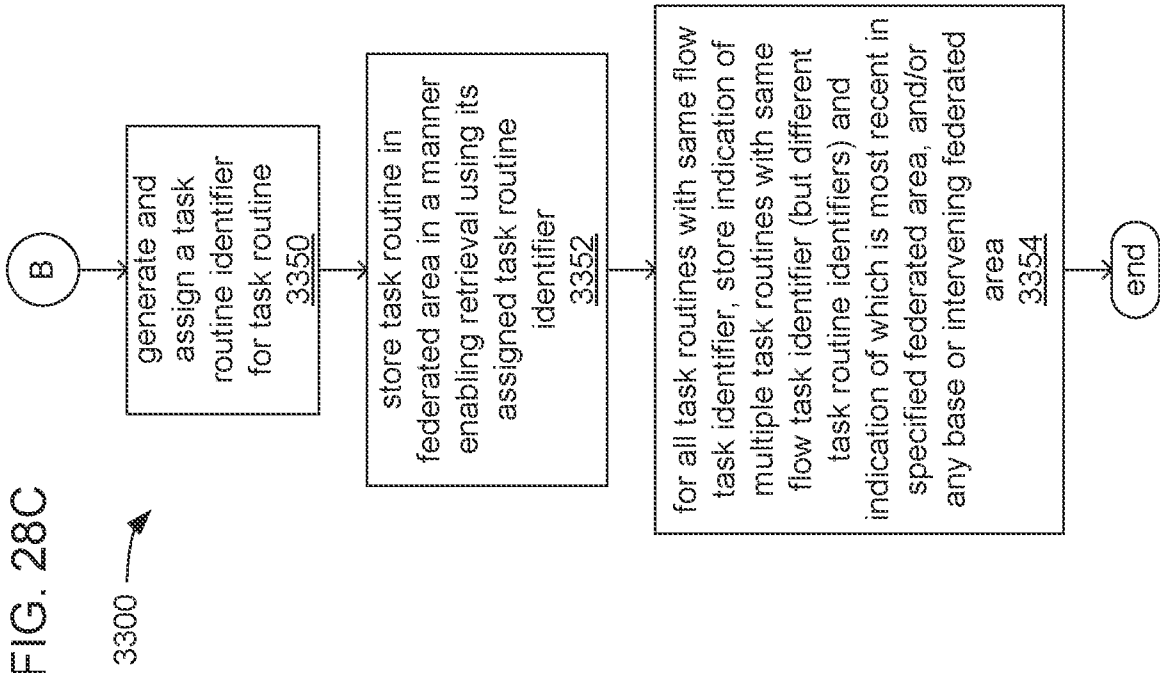 FIG. 28C
3300
B
generate and
assign a task
routine identifier
for task routine
3350
store task routine in
federated area in a manner
enabling retrieval using its
assigned task routine
identifier
3352
for all task routines with same flow
task identifier, store indication of
multiple task routines with same
flow task identifier (but different
task routine identifiers) and
indication of which is most recent in
specified federated area, and/or
any base or intervening federated
area
3354
end